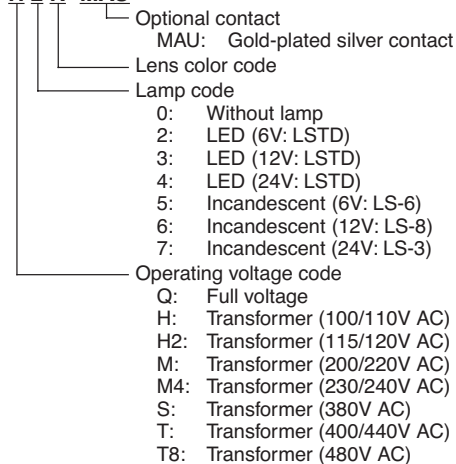 Optional contact
MAU: Gold-plated silver contact
Lens color code
Lamp code
0: Without lamp
2: LED (6V: LSTD)
3: LED (12V: LSTD)
4: LED (24V: LSTD)
5: Incandescent (6V: LS-6)
6: Incandescent (12V: LS-8)
7: Incandescent (24V: LS-3)
Operating voltage code
Q: Full voltage
H: Transformer (100/110V AC)
H2: Transformer (115/120V AC)
M: Transformer (200/220V AC)
M4: Transformer (230/240V AC)
S: Transformer (380V AC)
T: Transformer (400/440V AC)
T8: Transformer (480V AC)